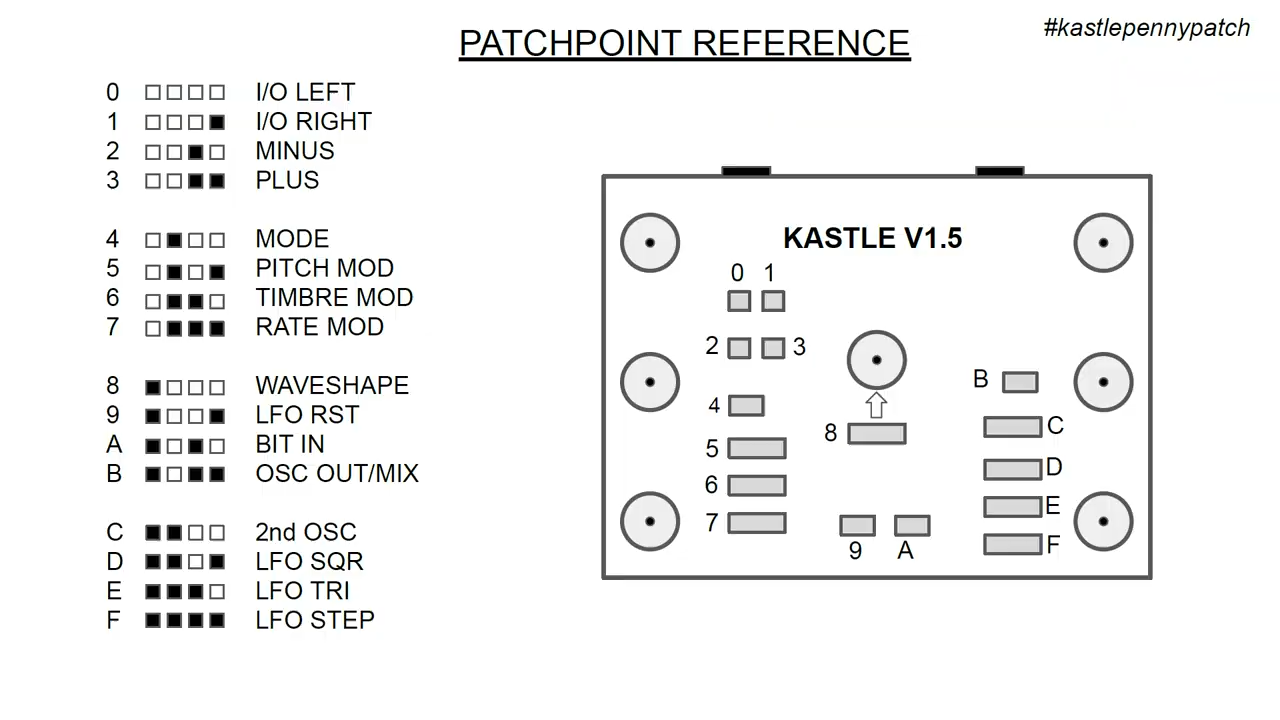 PATCHPOINT REFERENCE
#kastlepennypatch
0 I/O LEFT
1 I/O RIGHT
2 MINUS
3 PLUS
4 MODE
5 PITCH MOD
6 TIMBRE MOD
7 RATE MOD
8 WAVESHAPE
9 LFO RST
A BIT IN
B OSC OUT/MIX
C 2nd OSC
D LFO SQR
E LFO TRI
F LFO STEP
KASTLE V1.5
0 1
2 3
B
4
C
8
5
D
6
E
7
F
9 A